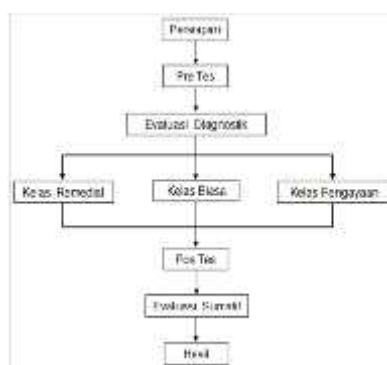 Persiapan
Pre Tes
Evaluasi Diagnostik
Kelas Remedial
Kelas Biasa
Kelas Pengayaan
Pos Tes
Evaluasi Sumatif
Hasil